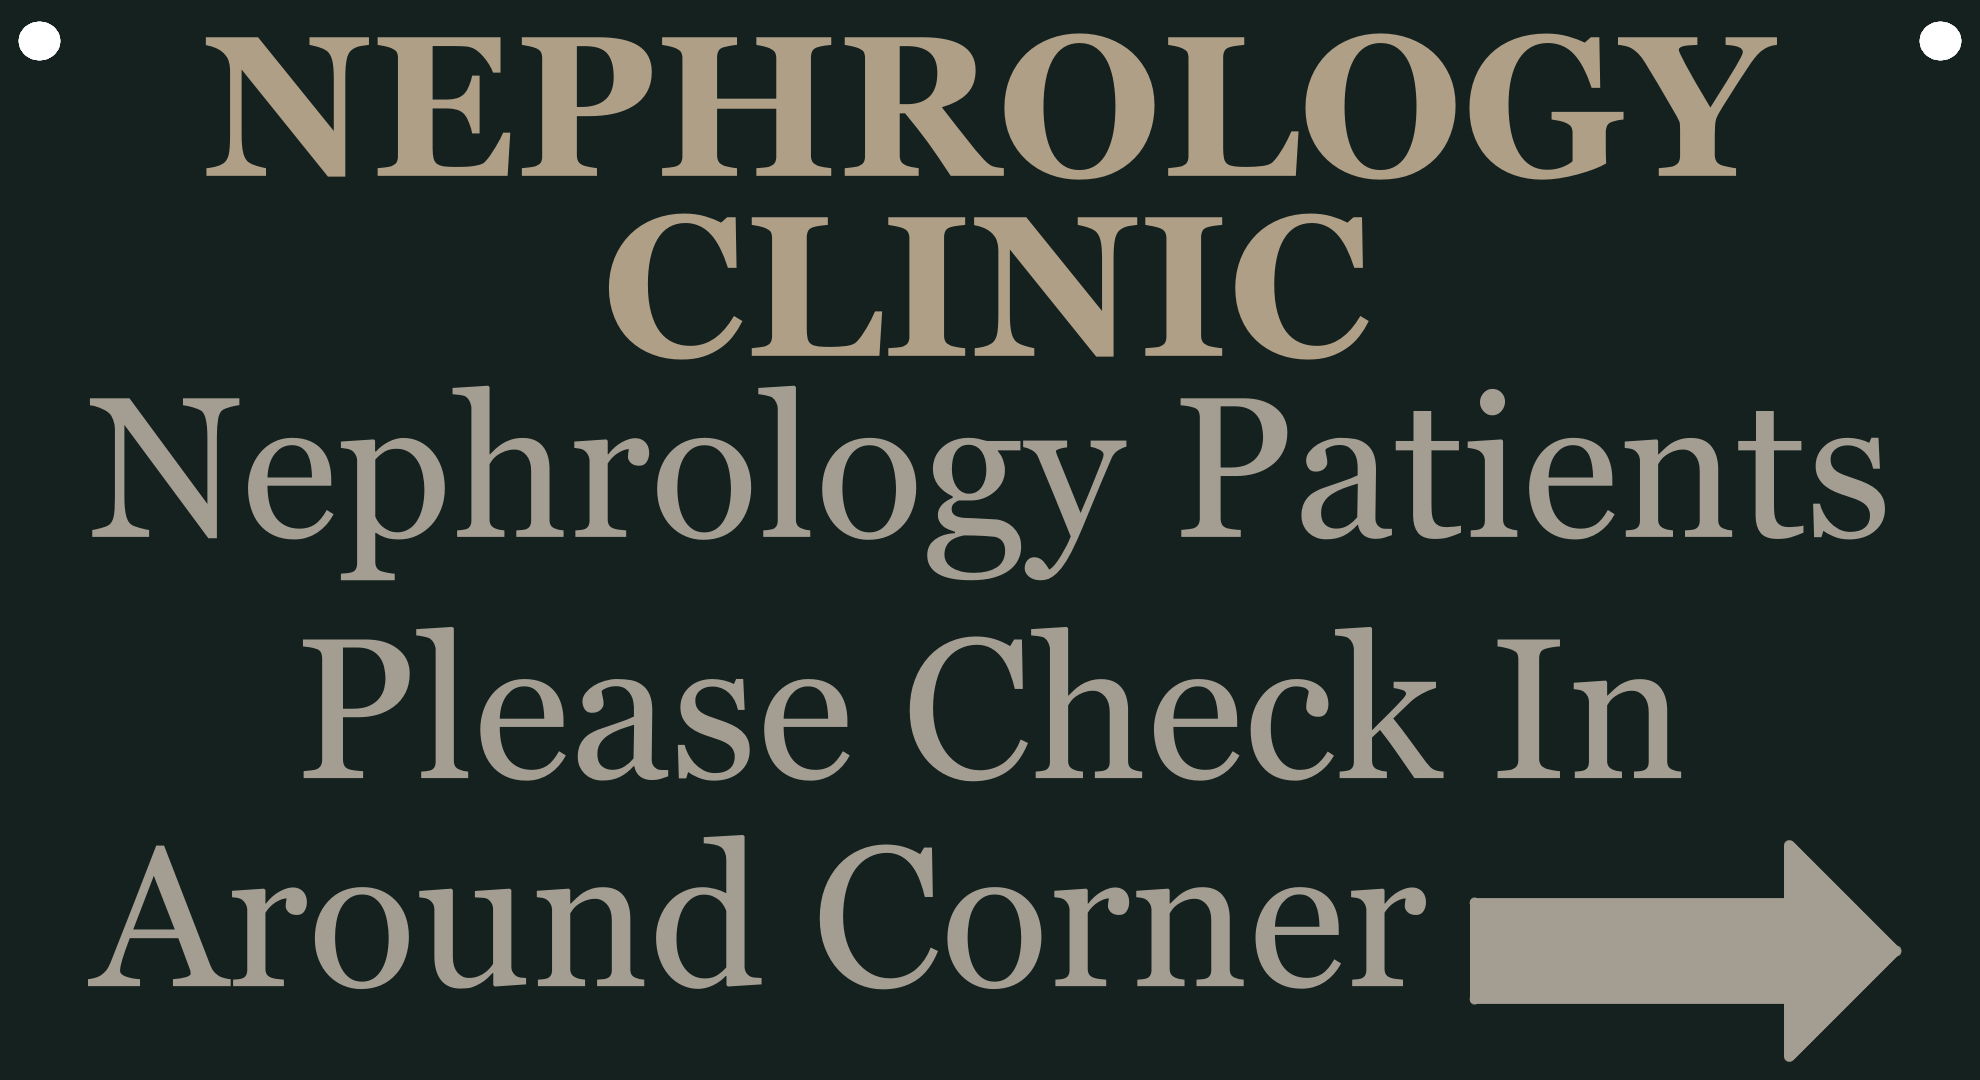 NEPHROLOGY
CLINIC
Nephrology Patients
Please Check In
Around Corner